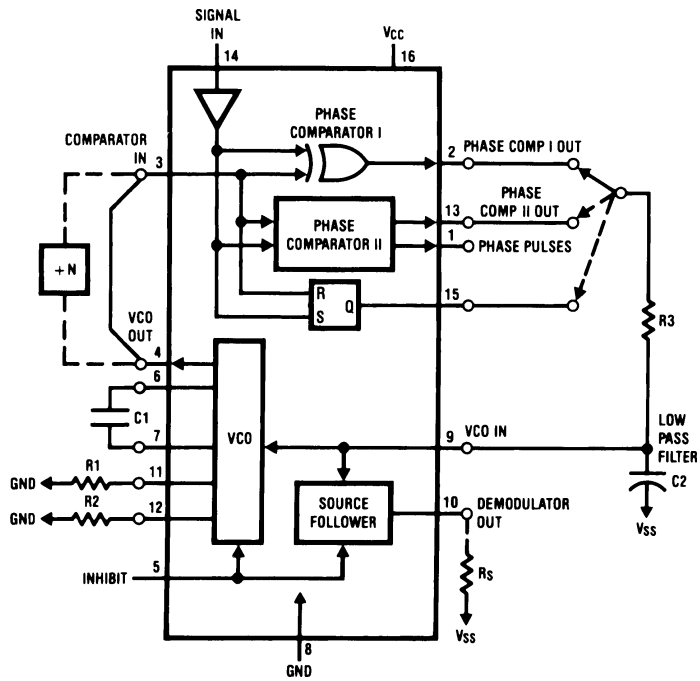 SIGNAL
IN
14
VCC
16
PHASE
COMPARATOR I
COMPARATOR
IN
3
2
PHASE COMP I OUT
PHASE
COMP II OUT
13
PHASE
COMPARATOR II
1
PHASE PULSES
+N
R
S
Q
15
R3
VCO
OUT
4
6
C1
7
VCO
9
VCO IN
LOW
PASS
FILTER
C2
VSS
R1
GND
11
R2
GND
12
SOURCE
FOLLOWER
10
DEMODULATOR
OUT
INHIBIT
5
RS
VSS
8
GND